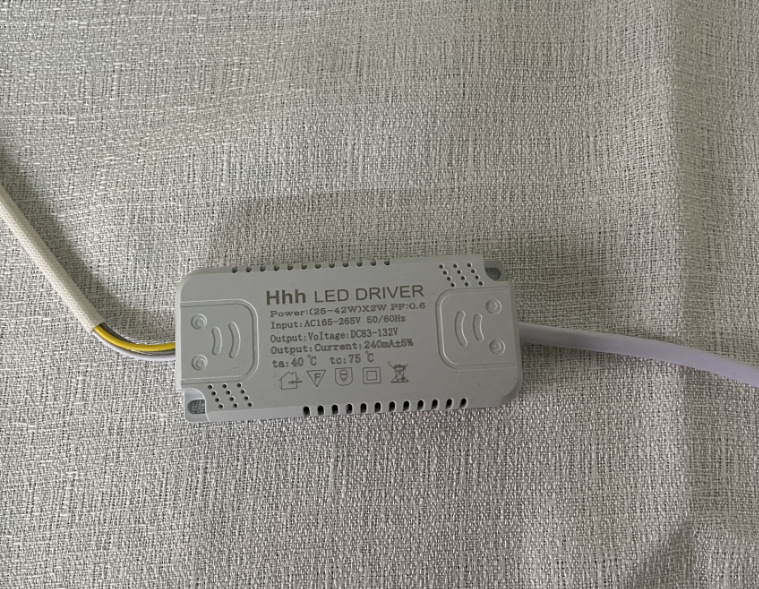 Hhh LED DRIVER
Power:(25-42W)X2W PF:0.6
Input:AC165-265V 50/60Hz
Output:Voltage:DC83-132V
Output:Current:240mA±5%
ta:40℃ tc:75℃
F